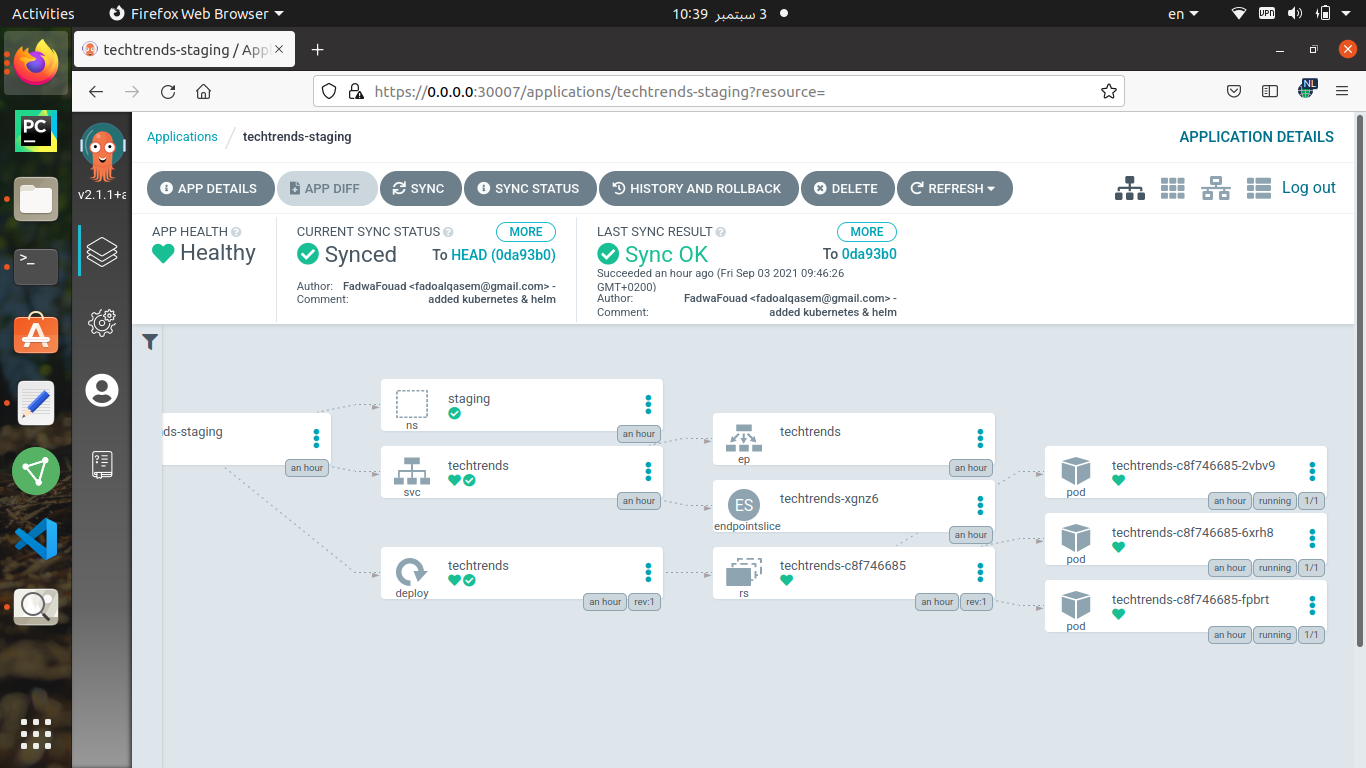 Activities
Firefox Web Browser
3 سبتمبر 10:39
en
VPN
techtrends-staging / App
PC
https://0.0.0.0:30007/applications/techtrends-staging?resource=
NL
v2.1.1+a
Applications
techtrends-staging
APPLICATION DETAILS
APP DETAILS
APP DIFF
SYNC
SYNC STATUS
HISTORY AND ROLLBACK
DELETE
REFRESH
Log out
APP HEALTH
Healthy
CURRENT SYNC STATUS
MORE
Synced
To HEAD (0da93b0)
Author: FadwaFouad <fadoalqasem@gmail.com> -
Comment: added kubernetes & helm
LAST SYNC RESULT
MORE
Sync OK
To 0da93b0
Succeeded an hour ago (Fri Sep 03 2021 09:46:26
GMT+0200)
Author: FadwaFouad <fadoalqasem@gmail.com> -
Comment: added kubernetes & helm
ds-staging
an hour
staging
ns
an hour
techtrends
svc
an hour
techtrends
deploy
an hour
rev:1
techtrends
ep
an hour
ES
techtrends-xgnz6
endpointslice
an hour
techtrends-c8f746685
rs
an hour
rev:1
techtrends-c8f746685-2vbv9
pod
an hour
running
1/1
techtrends-c8f746685-6xrh8
pod
an hour
running
1/1
techtrends-c8f746685-fpbrt
pod
an hour
running
1/1